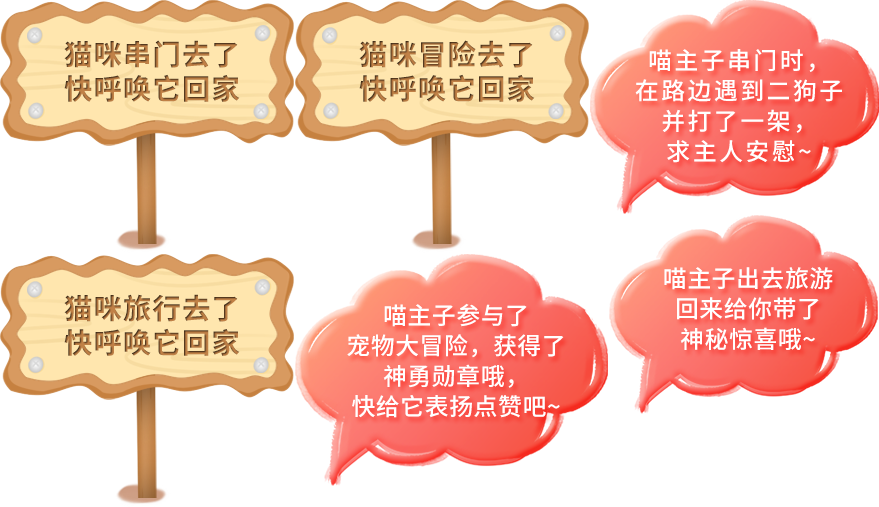 猫咪串门去了
快呼唤它回家
猫咪冒险去了
快呼唤它回家
喵主子串门时，
在路边遇到二狗子
并打了一架，
求主人安慰~
猫咪旅行去了
快呼唤它回家
喵主子参与了
宠物大冒险，获得了
神勇勋章哦，
快给它表扬点赞吧~
喵主子出去旅游
回来给你带了
神秘惊喜哦~